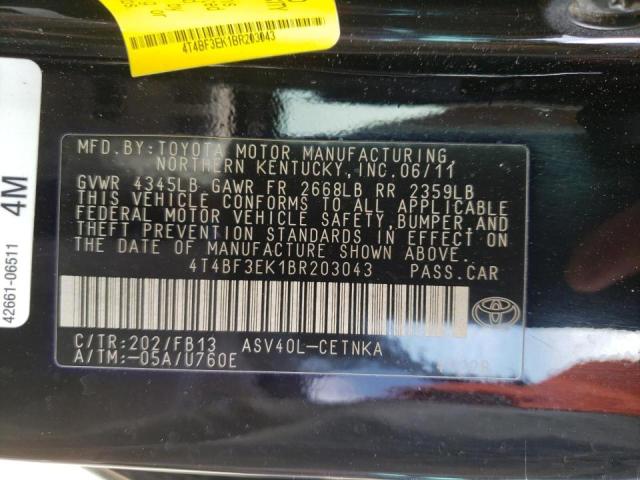 4T4BF3EK1BR203043
42661-06511
4M
MFD.BY:TOYOTA MOTOR MANUFACTURING,
NORTHERN KENTUCKY, INC.06/11
GVWR 4345LB GAWR FR 2668LB RR 2359LB
THIS VEHICLE CONFORMS TO ALL APPLICABLE
FEDERAL MOTOR VEHICLE SAFETY,BUMPER,AND
THEFT PREVENTION STANDARDS IN EFFECT ON
THE DATE OF MANUFACTURE SHOWN ABOVE.
4T4BF3EK1BR203043 PASS.CAR
C/TR:202/FB13 ASV40L-CETNKA
A/TM:-05A/U760E